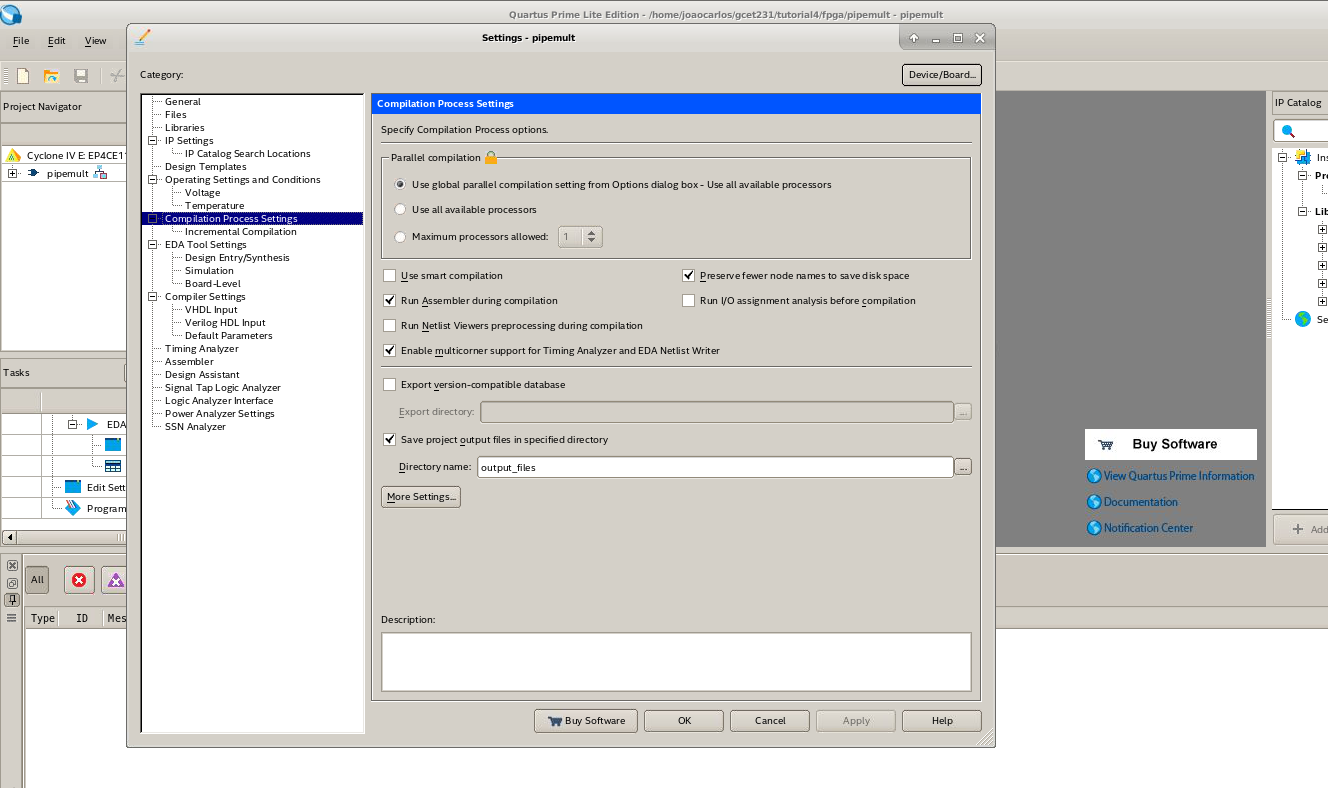 Quartus Prime Lite Edition - /home/joaocarlos/gcet231/tutorial4/fpga/pipemult - pipemult
File Edit View
Project Navigator
Cyclone IV E: EP4CE11
pipemult
Tasks
EDA
Edit Sett
Program
All
Type ID Mes
Settings - pipemult
Category:
Device/Board...
General
Files
Libraries
IP Settings
IP Catalog Search Locations
Design Templates
Operating Settings and Conditions
Voltage
Temperature
Compilation Process Settings
Incremental Compilation
EDA Tool Settings
Design Entry/Synthesis
Simulation
Board-Level
Compiler Settings
VHDL Input
Verilog HDL Input
Default Parameters
Timing Analyzer
Assembler
Design Assistant
Signal Tap Logic Analyzer
Logic Analyzer Interface
Power Analyzer Settings
SSN Analyzer
Compilation Process Settings
Specify Compilation Process options.
Parallel compilation
Use global parallel compilation setting from Options dialog box - Use all available processors
Use all available processors
Maximum processors allowed: 1
Use smart compilation
Preserve fewer node names to save disk space
Run Assembler during compilation
Run I/O assignment analysis before compilation
Run Netlist Viewers preprocessing during compilation
Enable multicorner support for Timing Analyzer and EDA Netlist Writer
Export version-compatible database
Export directory: ...
Save project output files in specified directory
Directory name: output_files ...
More Settings...
Description:
Buy Software OK Cancel Apply Help
Buy Software
View Quartus Prime Information
Documentation
Notification Center
IP Catalog
Ins
Pro
Lib
Se
Add